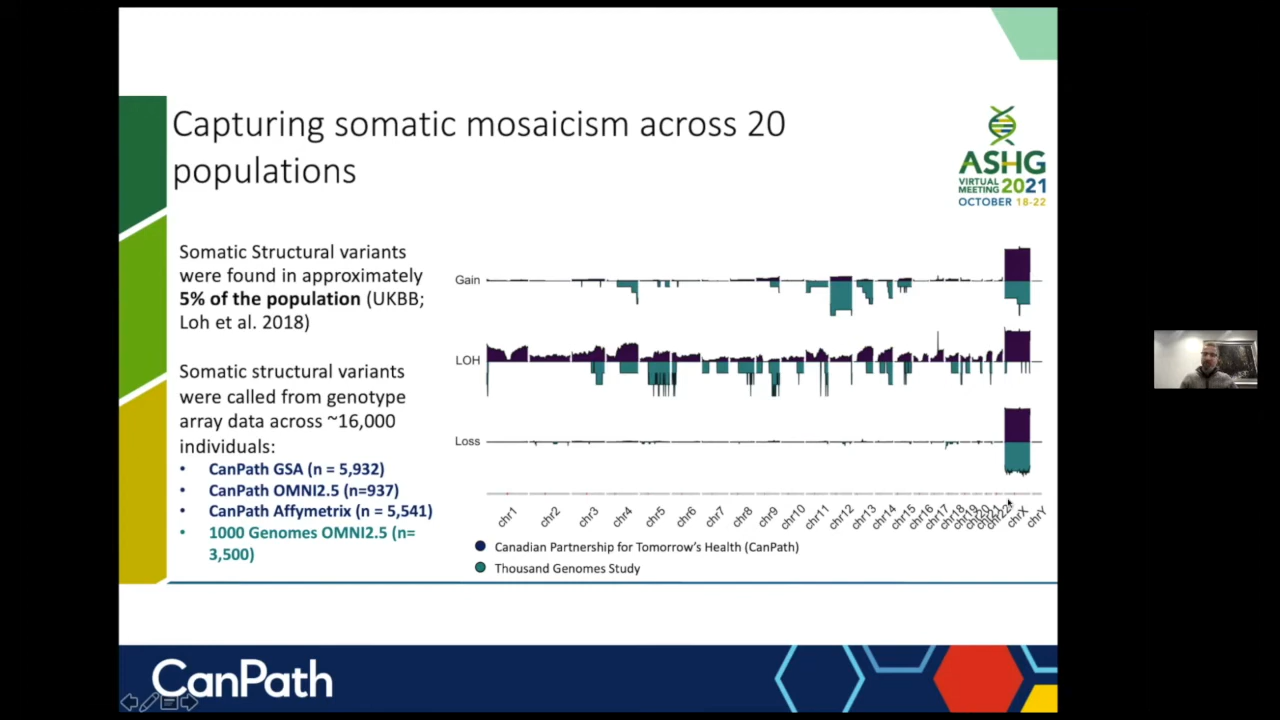 Capturing somatic mosaicism across 20
populations
ASHG
VIRTUAL
MEETING 2021
OCTOBER 18-22
Somatic Structural variants
were found in approximately
5% of the population (UKBB;
Loh et al. 2018)
Somatic structural variants
were called from genotype
array data across ~16,000
individuals:
• CanPath GSA (n = 5,932)
• CanPath OMNI2.5 (n=937)
• CanPath Affymetrix (n = 5,541)
• 1000 Genomes OMNI2.5 (n=
3,500)
Gain
LOH
Loss
chr1 chr2 chr3 chr4 chr5 chr6 chr7 chr8 chr9 chr10 chr11 chr12 chr13 chr14 chr15 chr16 chr17 chr18 chr19 chr20 chr21 chr22 chrX chrY
Canadian Partnership for Tomorrow's Health (CanPath)
Thousand Genomes Study
CanPath